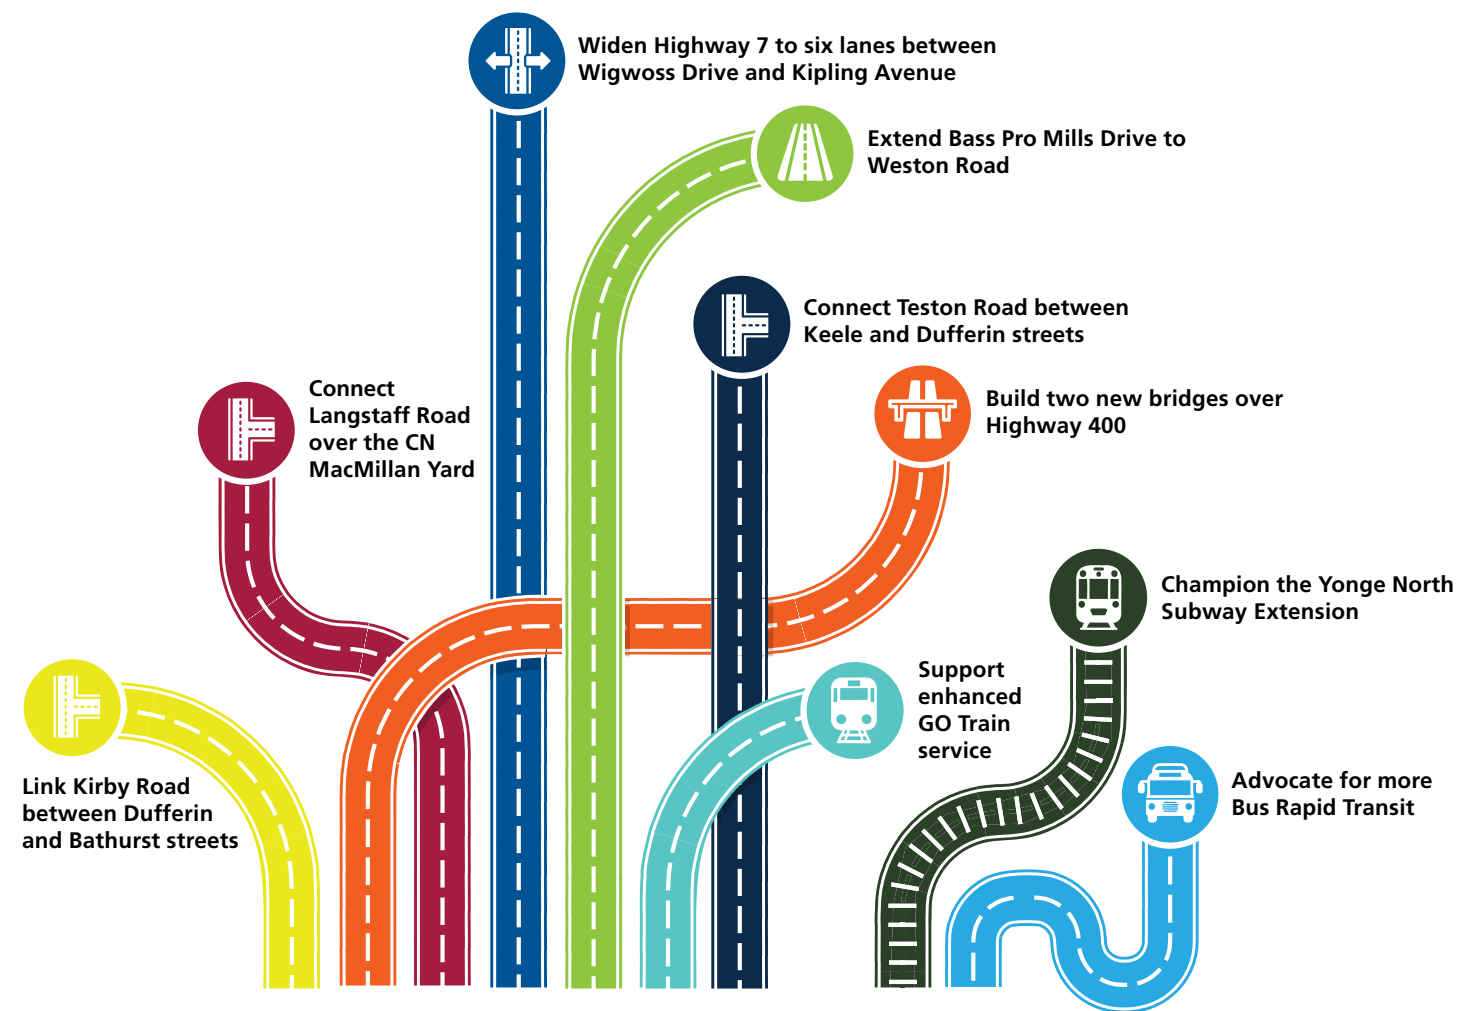 Widen Highway 7 to six lanes between
Wigwoss Drive and Kipling Avenue
Extend Bass Pro Mills Drive to
Weston Road
Connect Teston Road between
Keele and Dufferin streets
Connect
Langstaff Road
over the CN
MacMillan Yard
Build two new bridges over
Highway 400
Champion the Yonge North
Subway Extension
Support
enhanced
GO Train
service
Link Kirby Road
between Dufferin
and Bathurst streets
Advocate for more
Bus Rapid Transit